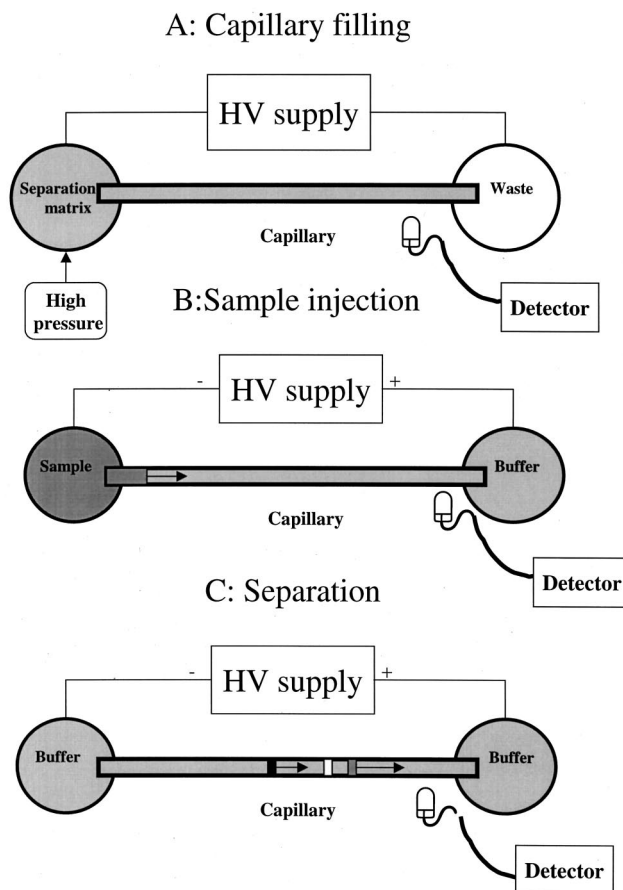 A: Capillary filling
HV supply
Separation
matrix
Waste
Capillary
High
pressure
Detector
B:Sample injection
-
HV supply
+
Sample
Buffer
Capillary
Detector
C: Separation
-
HV supply
+
Buffer
Buffer
Capillary
Detector